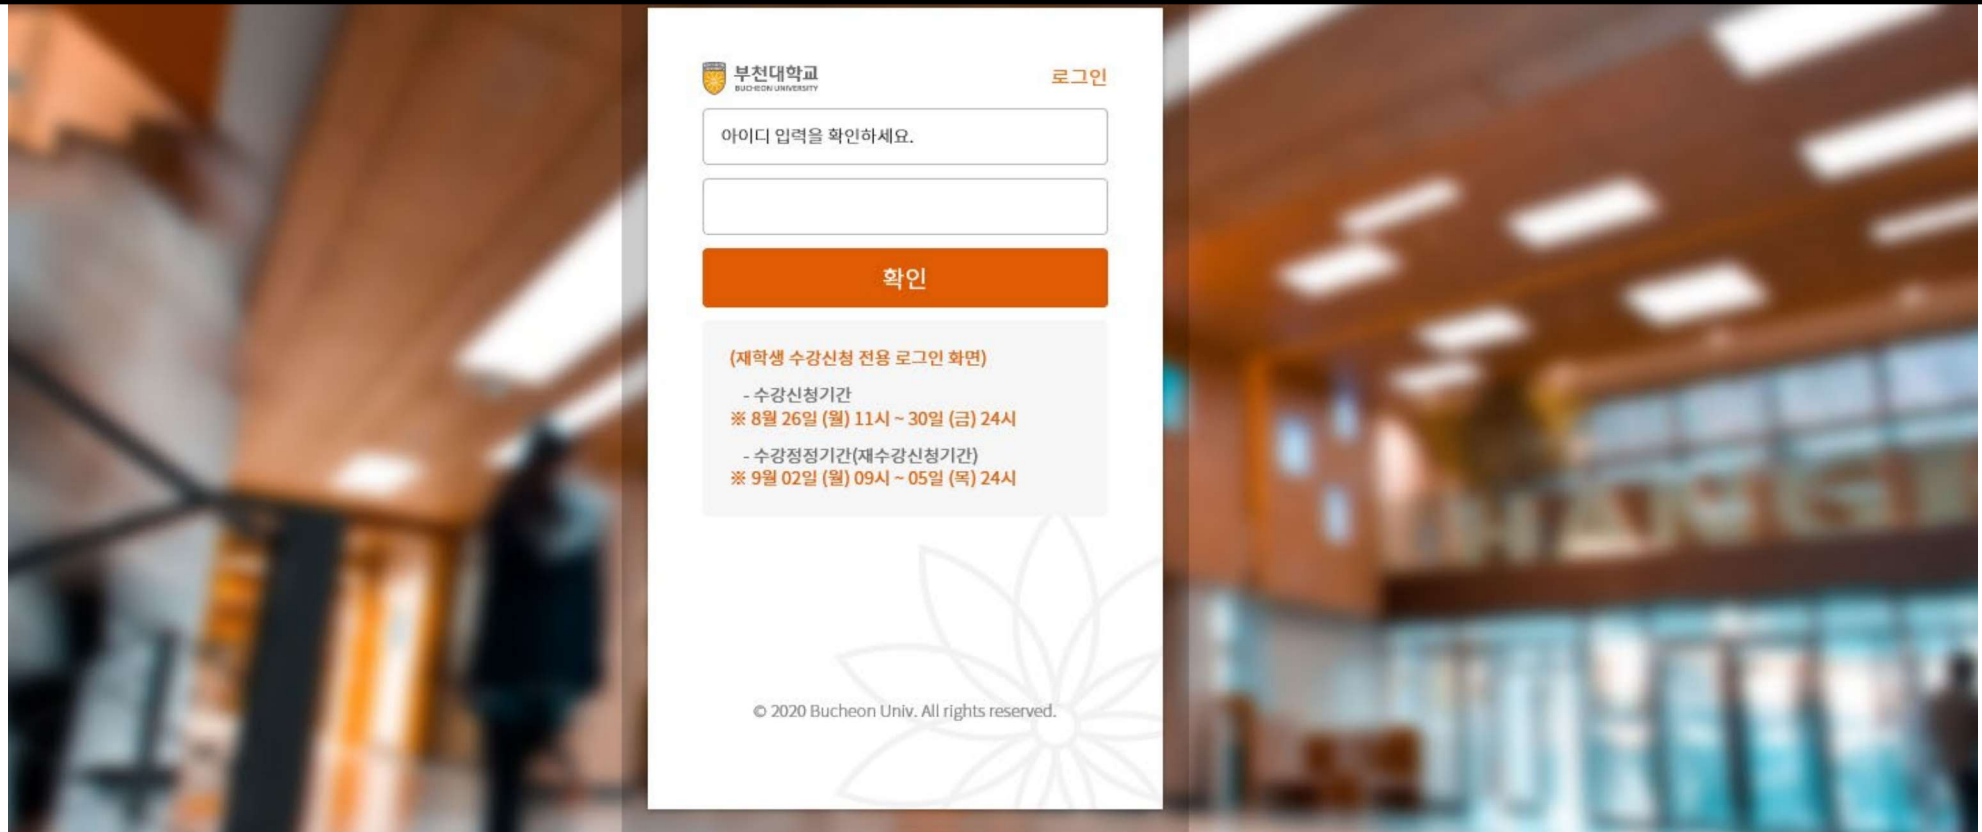 부천대학교
BUCHEON UNIVERSITY
로그인
아이디 입력을 확인하세요.
확인
(재학생 수강신청 전용 로그인 화면)
- 수강신청기간
※ 8월 26일 (월) 11시 ~ 30일 (금) 24시
- 수강정정기간(재수강신청기간)
※ 9월 02일 (월) 09시 ~ 05일 (목) 24시
© 2020 Bucheon Univ. All rights reserved.